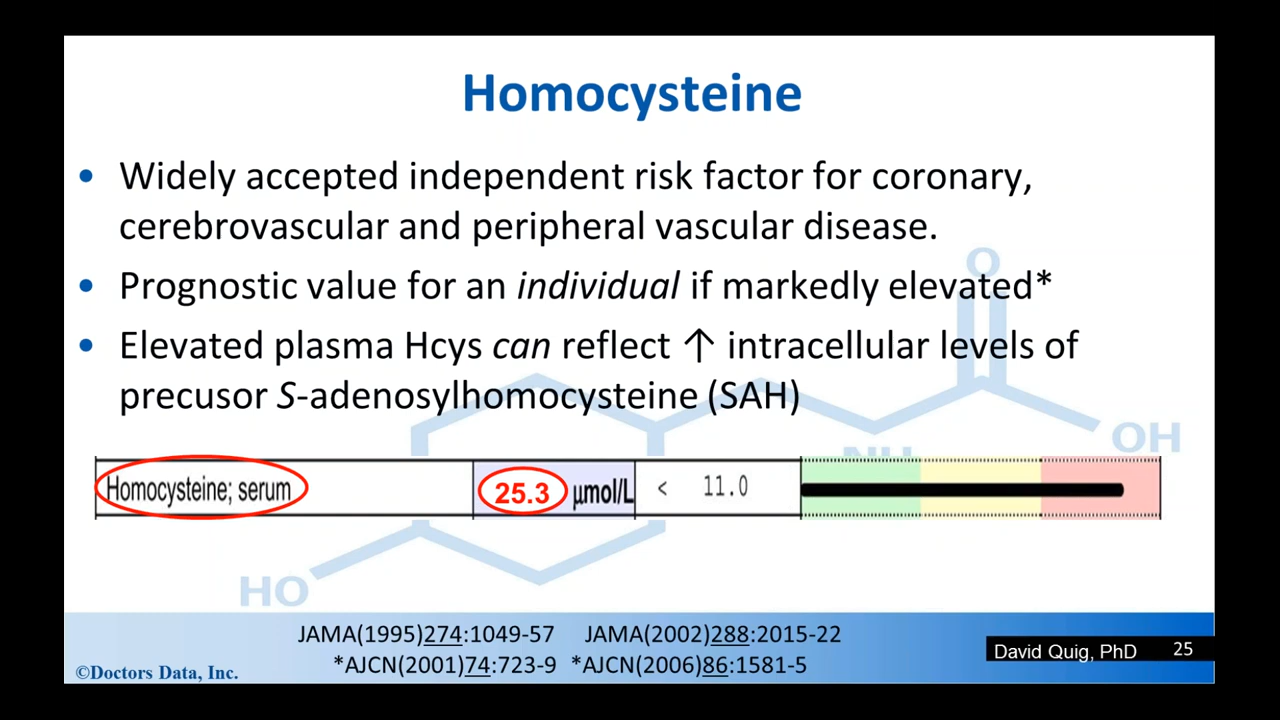 Homocysteine
• Widely accepted independent risk factor for coronary,
cerebrovascular and peripheral vascular disease.
• Prognostic value for an individual if markedly elevated*
• Elevated plasma Hcys can reflect ↑ intracellular levels of
precusor S-adenosylhomocysteine (SAH)
Homocysteine; serum 25.3 µmol/L < 11.0
O
NH
OH
HO
JAMA(1995)274:1049-57 JAMA(2002)288:2015-22
*AJCN(2001)74:723-9 *AJCN(2006)86:1581-5
©Doctors Data, Inc.
David Quig, PhD 25